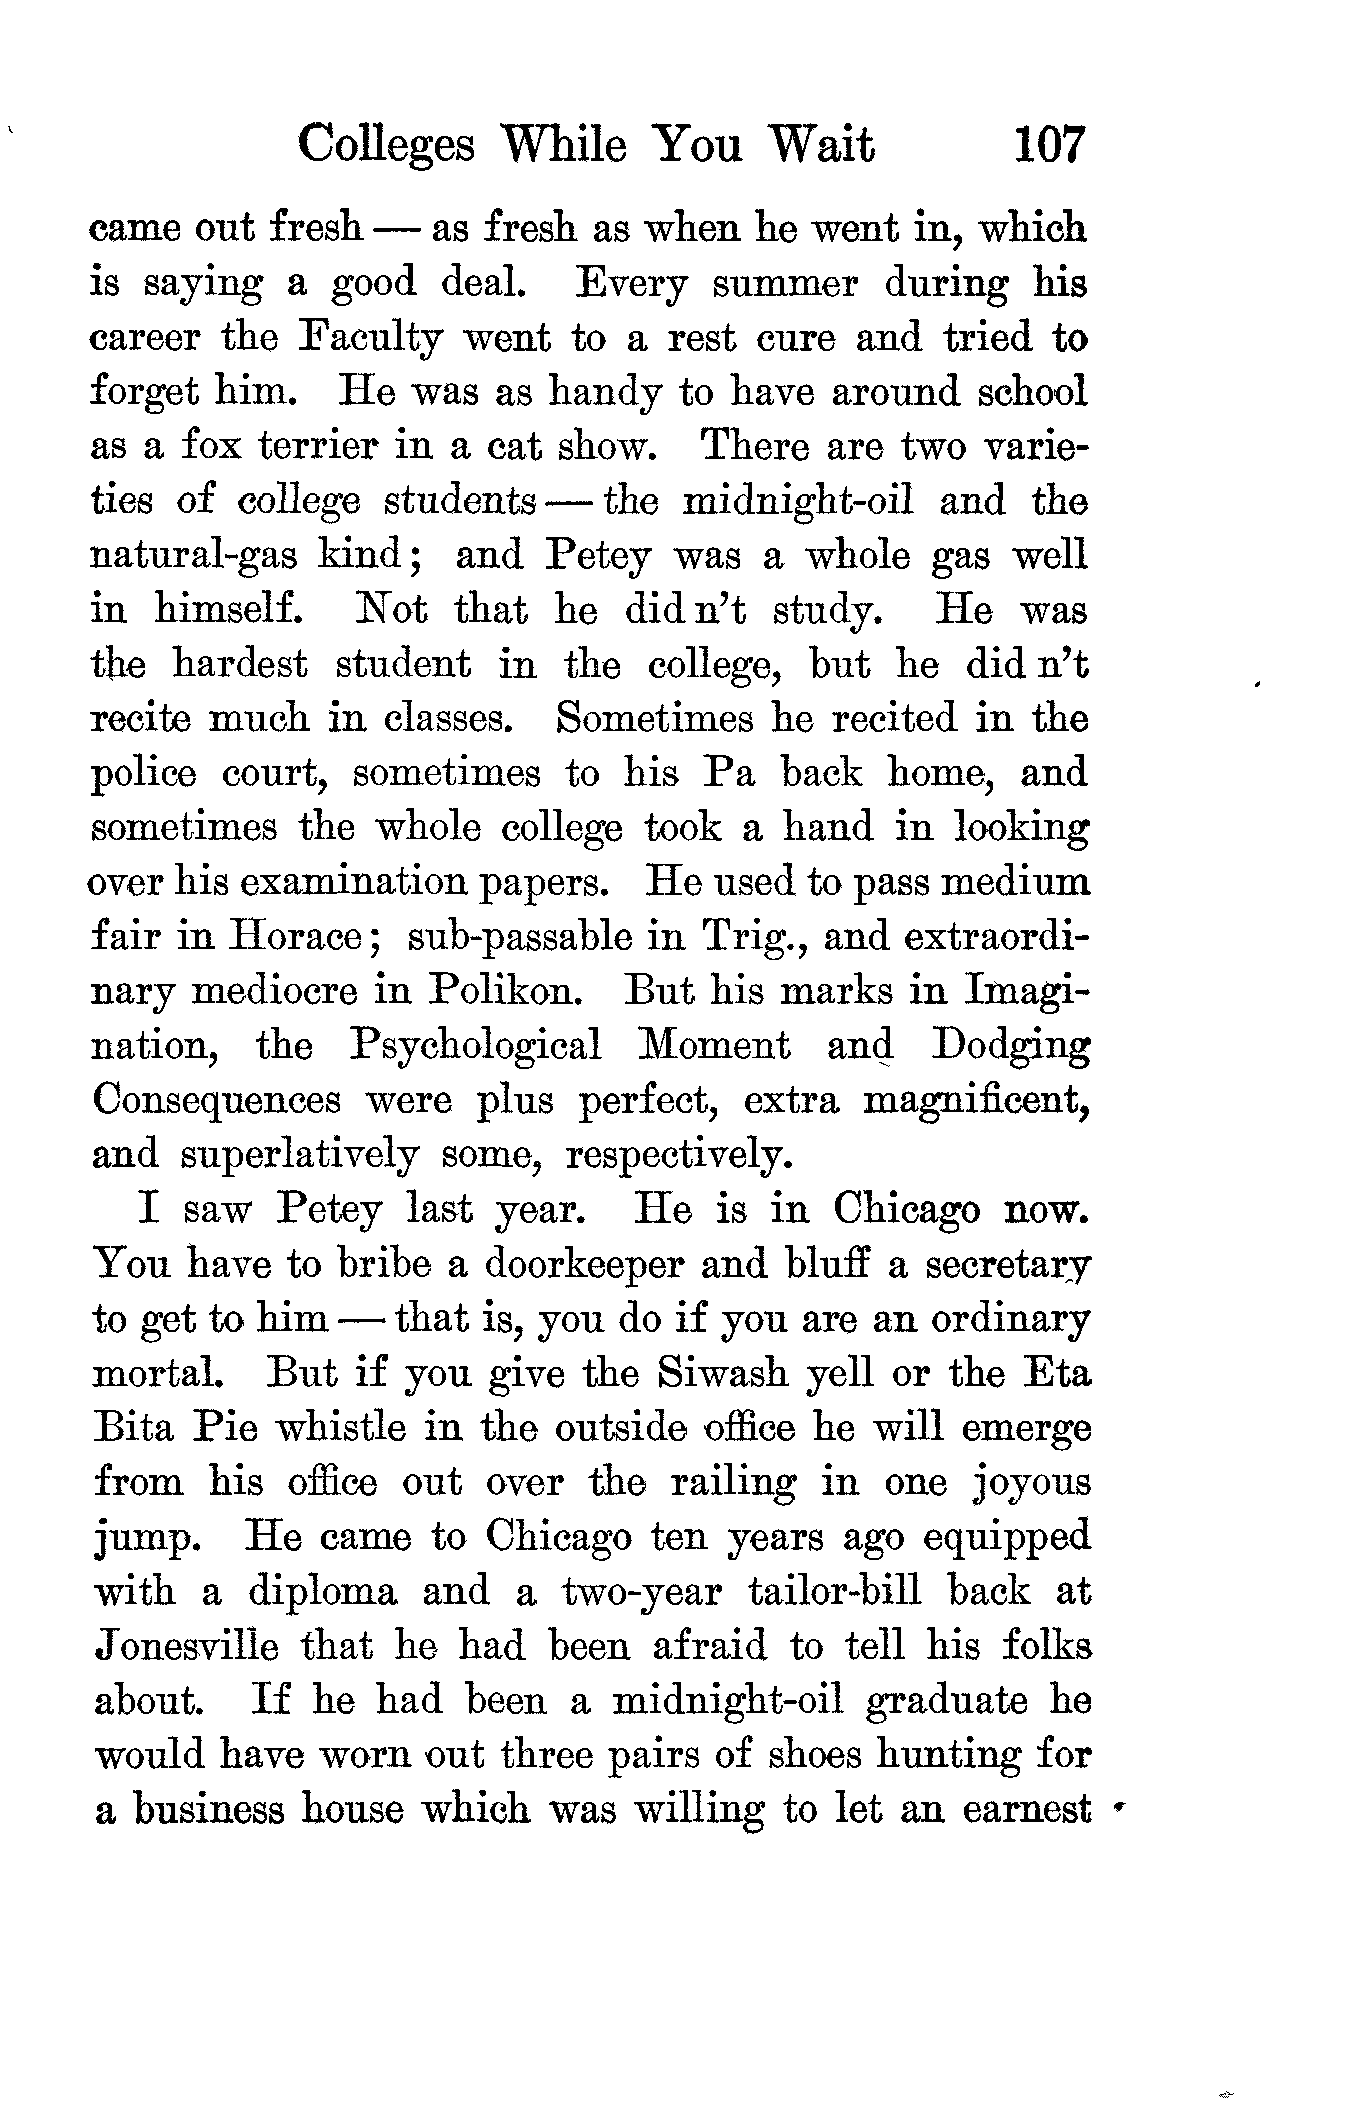 Colleges While You Wait 107
came out fresh — as fresh as when he went in, which
is saying a good deal. Every summer during his
career the Faculty went to a rest cure and tried to
forget him. He was as handy to have around school
as a fox terrier in a cat show. There are two varie-
ties of college students — the midnight-oil and the
natural-gas kind; and Petey was a whole gas well
in himself. Not that he did n't study. He was
the hardest student in the college, but he did n't
recite much in classes. Sometimes he recited in the
police court, sometimes to his Pa back home, and
sometimes the whole college took a hand in looking
over his examination papers. He used to pass medium
fair in Horace; sub-passable in Trig., and extraordi-
nary mediocre in Polikon. But his marks in Imagi-
nation, the Psychological Moment and Dodging
Consequences were plus perfect, extra magnificent,
and superlatively some, respectively.
I saw Petey last year. He is in Chicago now.
You have to bribe a doorkeeper and bluff a secretary
to get to him — that is, you do if you are an ordinary
mortal. But if you give the Siwash yell or the Eta
Bita Pie whistle in the outside office he will emerge
from his office out over the railing in one joyous
jump. He came to Chicago ten years ago equipped
with a diploma and a two-year tailor-bill back at
Jonesville that he had been afraid to tell his folks
about. If he had been a midnight-oil graduate he
would have worn out three pairs of shoes hunting for
a business house which was willing to let an earnest